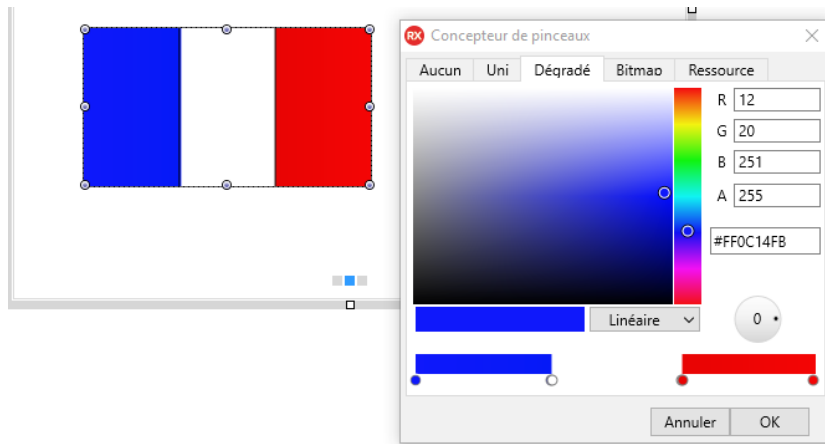 RX Concepteur de pinceaux
Aucun Uni Dégradé Bitmap Ressource
R 12
G 20
B 251
A 255
#FF0C14FB
Linéaire 0
Annuler OK